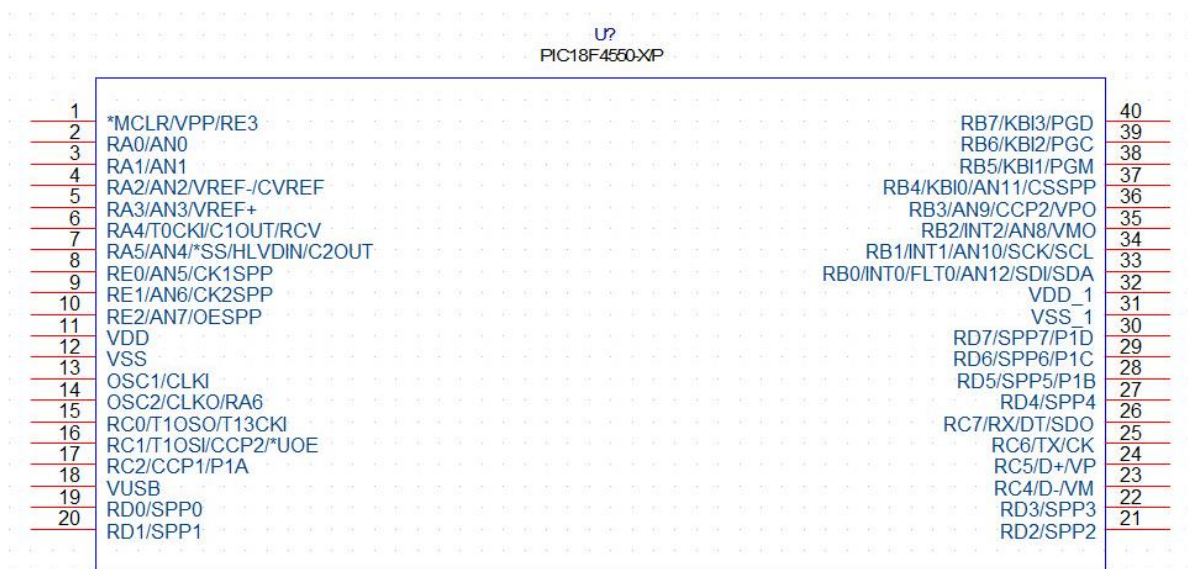 U?
PIC18F4550-X/P
1 *MCLR/VPP/RE3 RB7/KBI3/PGD 40
2 RA0/AN0 RB6/KBI2/PGC 39
3 RA1/AN1 RB5/KBI1/PGM 38
4 RA2/AN2/VREF-/CVREF RB4/KBI0/AN11/CSSPP 37
5 RA3/AN3/VREF+ RB3/AN9/CCP2/VPO 36
6 RA4/T0CKI/C1OUT/RCV RB2/INT2/AN8/VMO 35
7 RA5/AN4/*SS/HLVDIN/C2OUT RB1/INT1/AN10/SCK/SCL 34
8 RE0/AN5/CK1SPP RB0/INT0/FLT0/AN12/SDI/SDA 33
9 RE1/AN6/CK2SPP VDD_1 32
10 RE2/AN7/OESPP VSS_1 31
11 VDD RD7/SPP7/P1D 30
12 VSS RD6/SPP6/P1C 29
13 OSC1/CLKI RD5/SPP5/P1B 28
14 OSC2/CLKO/RA6 RD4/SPP4 27
15 RC0/T1OSO/T13CKI RC7/RX/DT/SDO 26
16 RC1/T1OSI/CCP2/*UOE RC6/TX/CK 25
17 RC2/CCP1/P1A RC5/D+/VP 24
18 VUSB RC4/D-/VM 23
19 RD0/SPP0 RD3/SPP3 22
20 RD1/SPP1 RD2/SPP2 21